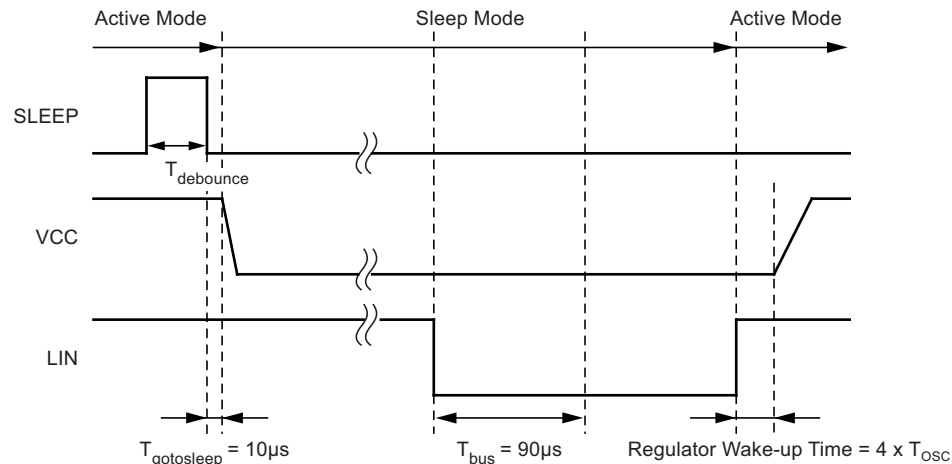 Active Mode
Sleep Mode
Active Mode
SLEEP
Tdebounce
VCC
LIN
Tgotosleep = 10µs
Tbus = 90µs
Regulator Wake-up Time = 4 x TOSC